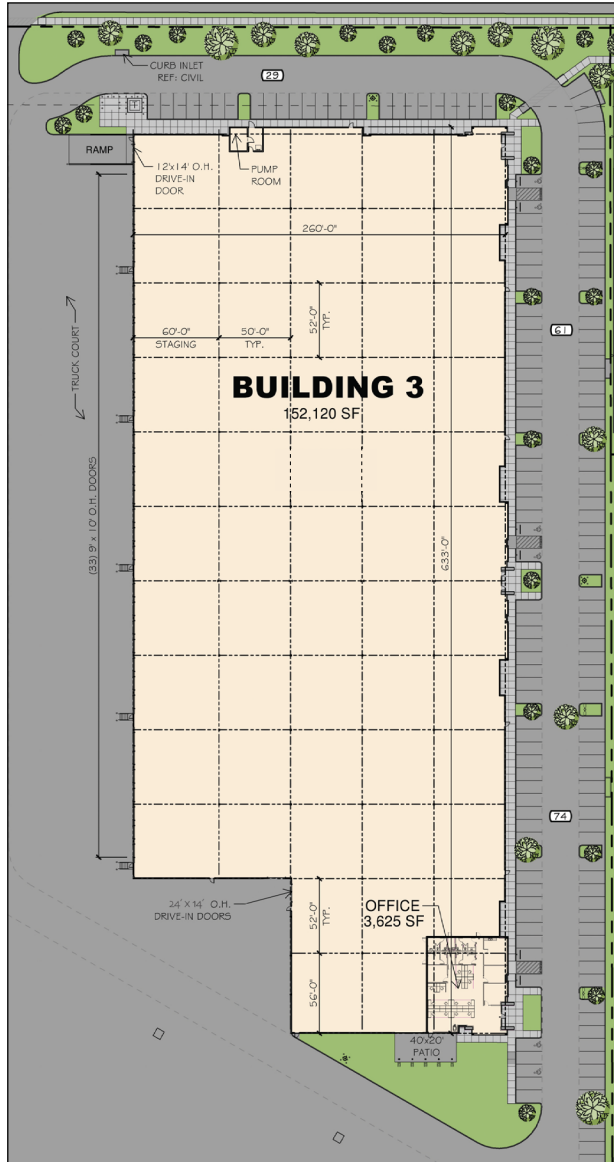 CURB INLET
REF: CIVIL
29
T
RAMP
12'x14' O.H.
DRIVE-IN
DOOR
PUMP
ROOM
260'-0"
60'-0"
STAGING
50'-0"
TYP.
52'-0"
TYP.
TRUCK COURT
61
BUILDING 3
152,120 SF
(33) 9' x 10' O.H. DOORS
633'-0"
74
24' X 14' O.H.
DRIVE-IN DOORS
52'-0"
TYP.
OFFICE
3,625 SF
56'-0"
40'x20'
PATIO